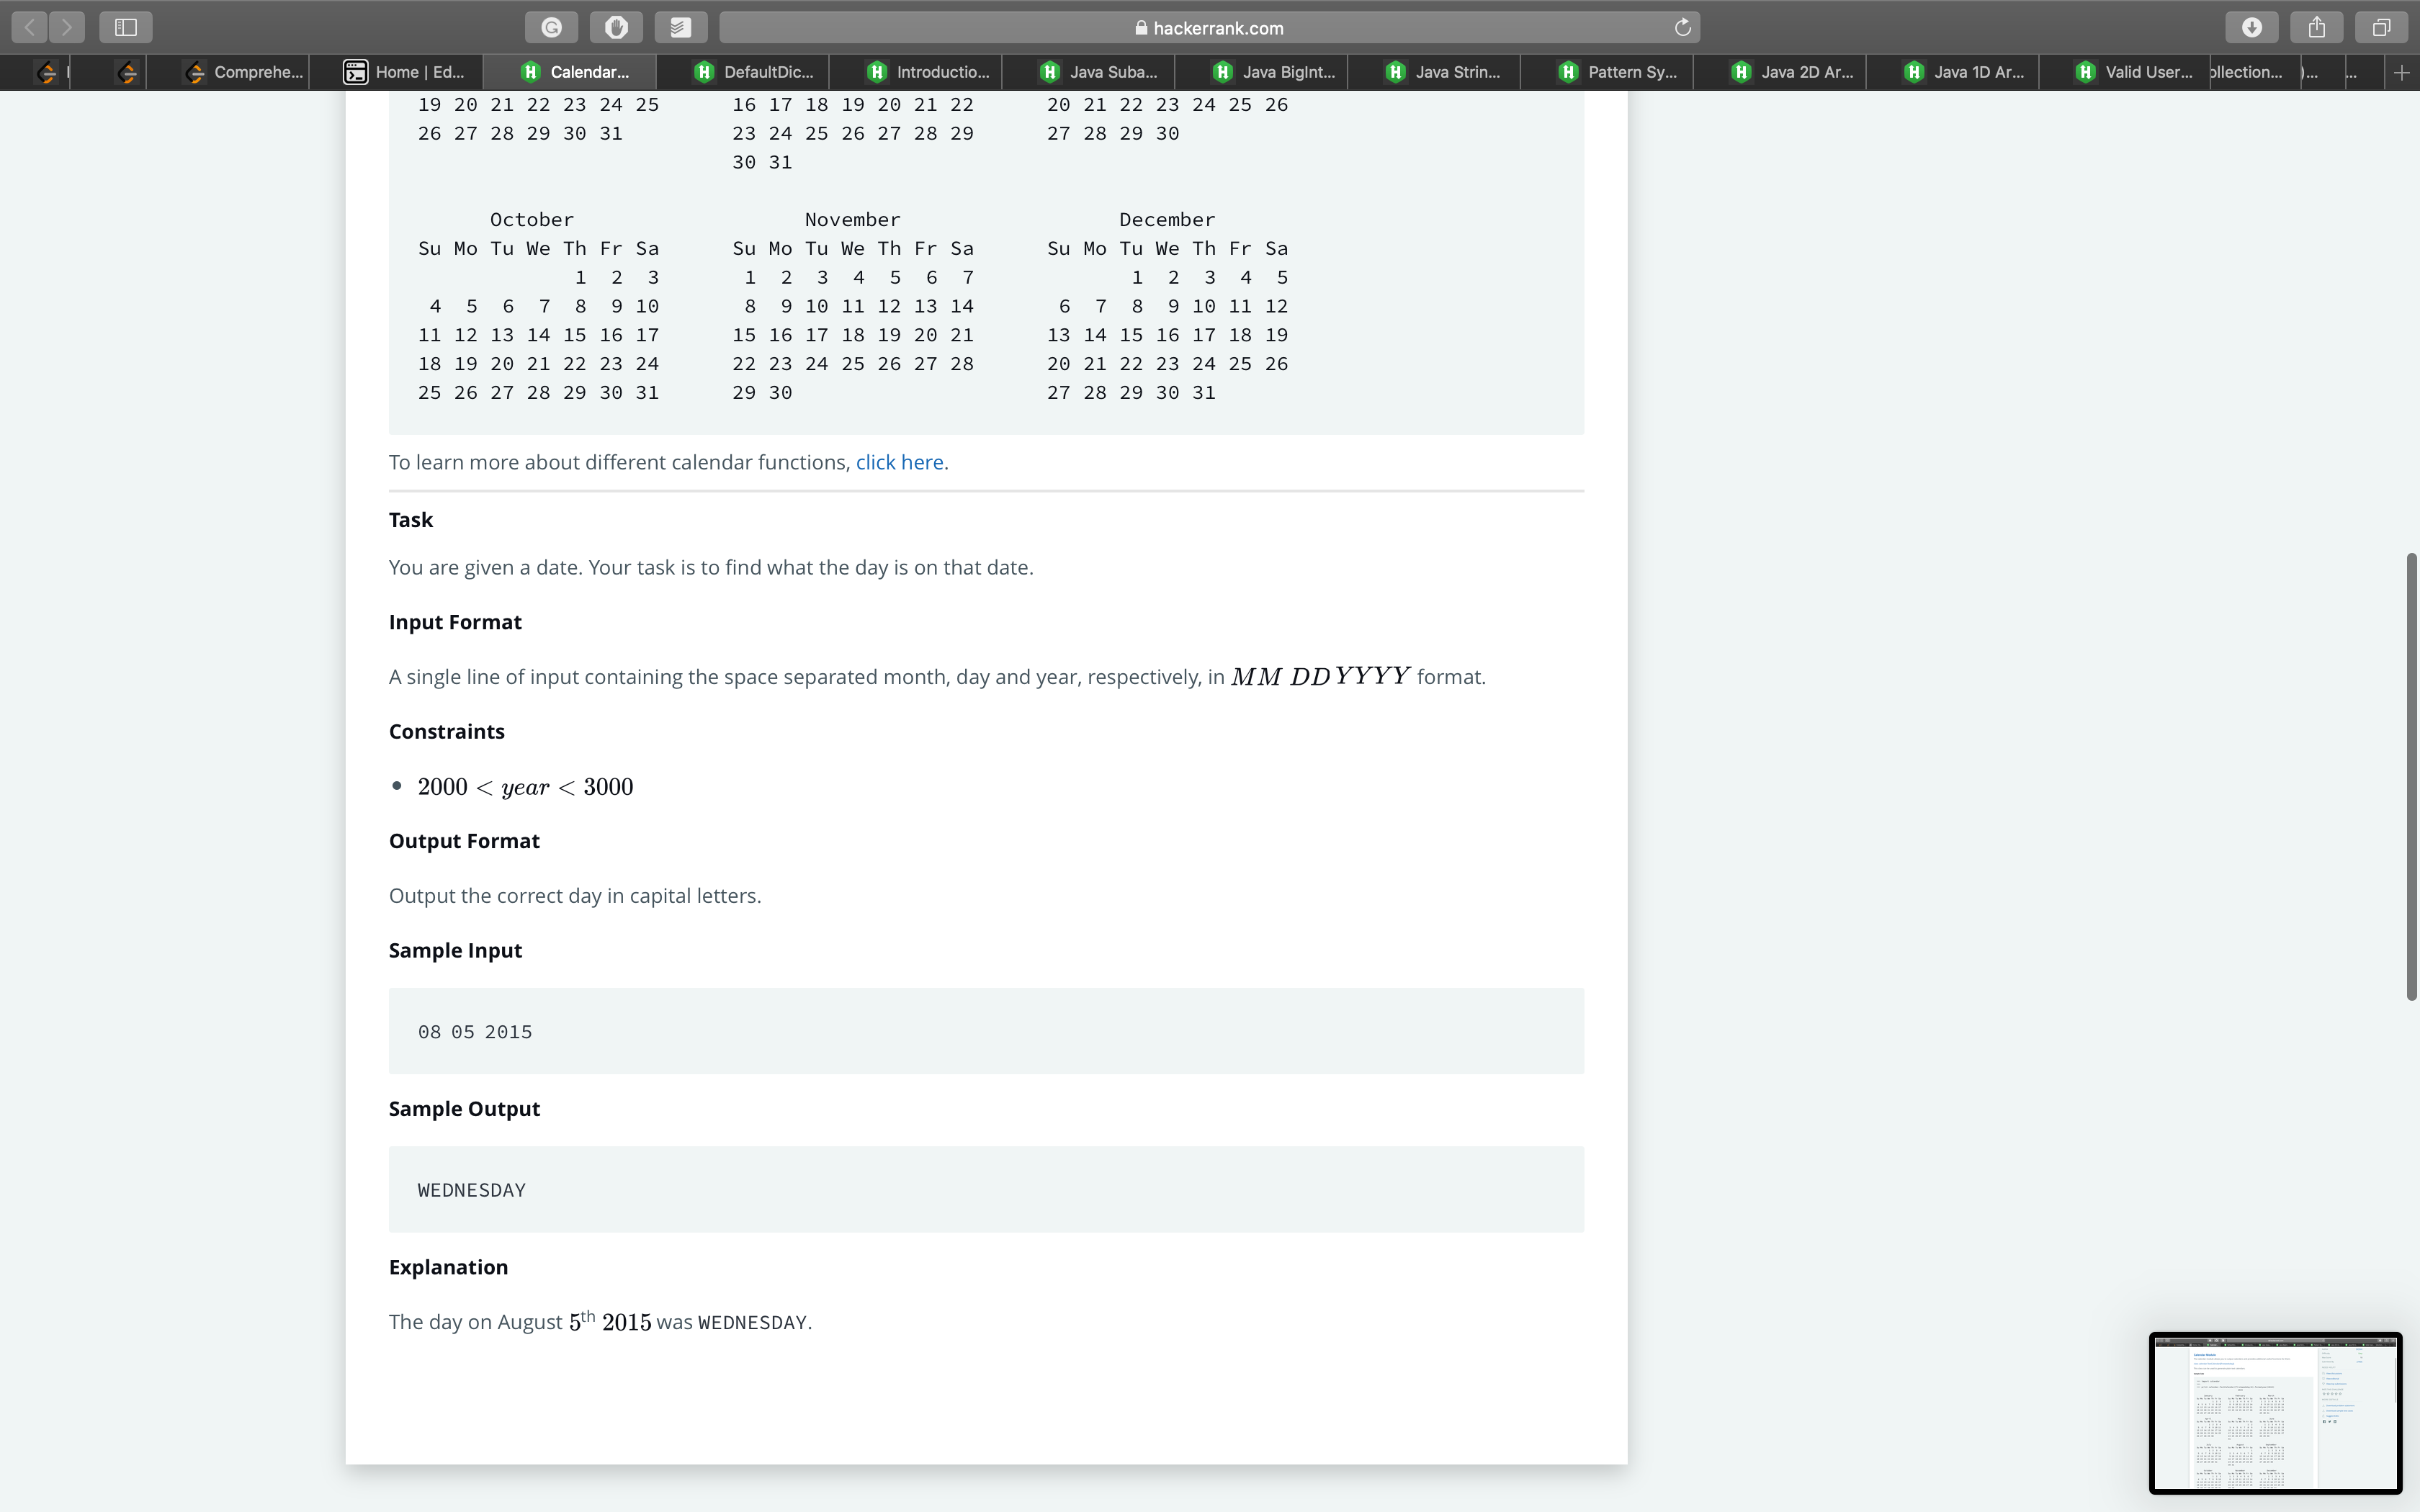 hackerrank.com
Comprehe...
Home | Ed...
Calendar...
DefaultDic...
Introductio...
Java Suba...
Java BigInt...
Java Strin...
Pattern Sy...
Java 2D Ar...
Java 1D Ar...
Valid User...
ollection...
19 20 21 22 23 24 25 16 17 18 19 20 21 22 20 21 22 23 24 25 26
26 27 28 29 30 31 23 24 25 26 27 28 29 27 28 29 30
30 31
October November December
Su Mo Tu We Th Fr Sa Su Mo Tu We Th Fr Sa Su Mo Tu We Th Fr Sa
1 2 3 1 2 3 4 5 6 7 1 2 3 4 5
4 5 6 7 8 9 10 8 9 10 11 12 13 14 6 7 8 9 10 11 12
11 12 13 14 15 16 17 15 16 17 18 19 20 21 13 14 15 16 17 18 19
18 19 20 21 22 23 24 22 23 24 25 26 27 28 20 21 22 23 24 25 26
25 26 27 28 29 30 31 29 30 27 28 29 30 31
To learn more about different calendar functions, click here.
Task
You are given a date. Your task is to find what the day is on that date.
Input Format
A single line of input containing the space separated month, day and year, respectively, in MM DD YYYY format.
Constraints
• 2000 < year < 3000
Output Format
Output the correct day in capital letters.
Sample Input
08 05 2015
Sample Output
WEDNESDAY
Explanation
The day on August 5th 2015 was WEDNESDAY.